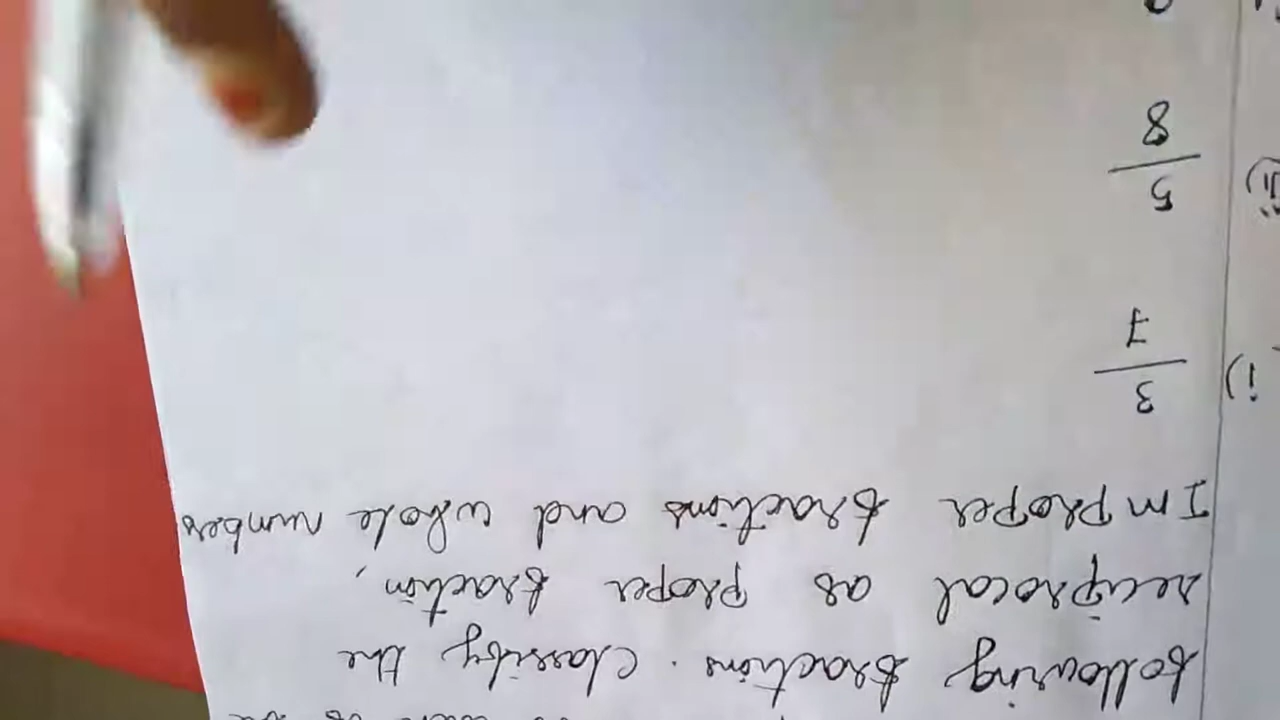 following fractions. Classify the
reciprocal as proper fraction,
Improper fractions and whole numbers
i) 3/7
ii) 5/8